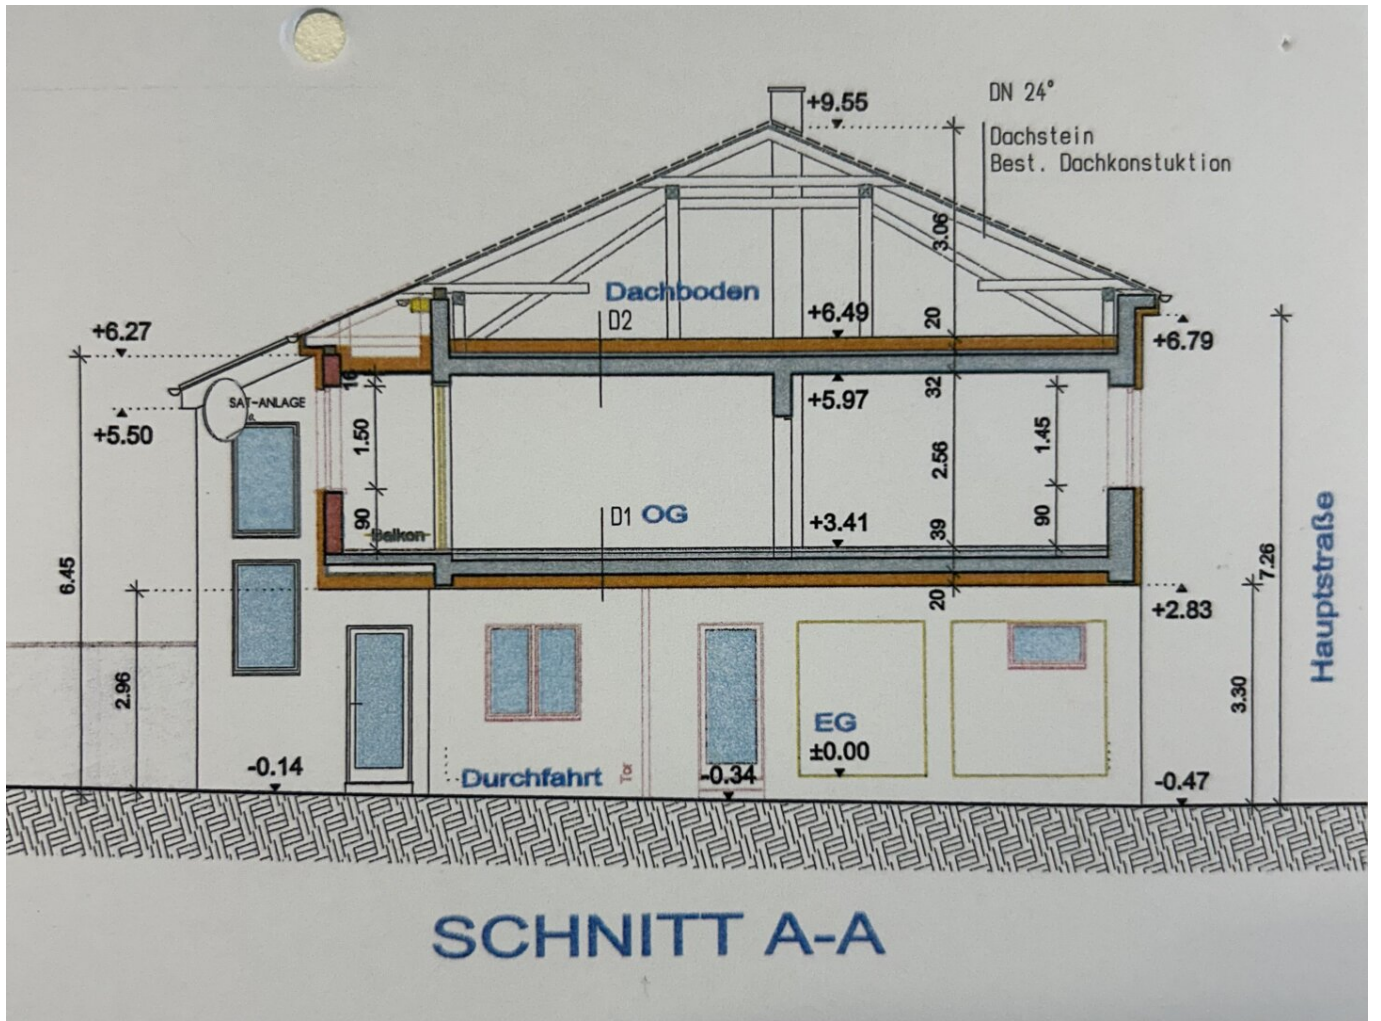 DN 24°
+9.55
Dachstein
Best. Dachkonstuktion
3.06
Dachboden
D2
+6.49
20
+6.27
+6.79
16
SAT-ANLAGE
+5.97
32
+5.50
1.50
1.45
2.56
90
Balkon
D1 OG
+3.41
39
90
6.45
7.26
Hauptstraße
20
+2.83
2.96
3.30
EG
±0.00
-0.14
Durchfahrt
Tor
-0.34
-0.47
SCHNITT A-A